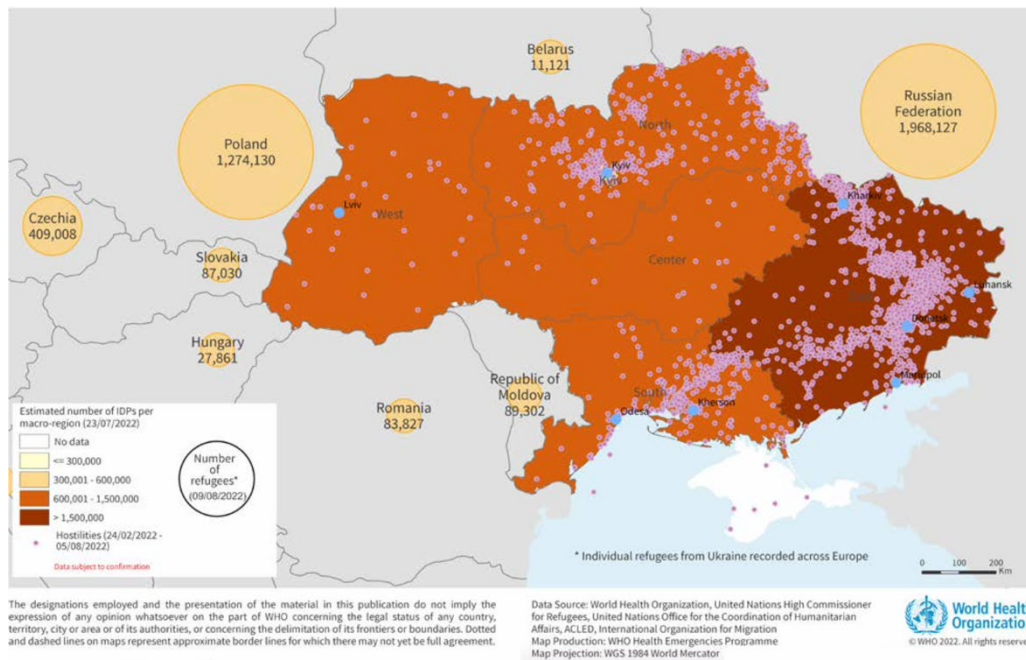 Belarus
11,121
Russian
Federation
1,968,127
Poland
1,274,130
North
Kyiv
Kyiv
Kharkiv
Czechia
409,008
Lviv
West
Slovakia
87,030
Center
Luhansk
East
Donetsk
Hungary
27,861
Republic of
Moldova
89,302
Mariupol
South
Kherson
Odesa
Romania
83,827
Estimated number of IDPs per
macro-region (23/07/2022)
No data
<= 300,000
300,001 - 600,000
600,001 - 1,500,000
> 1,500,000
Hostilities (24/02/2022 -
05/08/2022)
Data subject to confirmation
Number
of
refugees*
(09/08/2022)
* Individual refugees from Ukraine recorded across Europe
0 100 200
Km
The designations employed and the presentation of the material in this publication do not imply the
expression of any opinion whatsoever on the part of WHO concerning the legal status of any country,
territory, city or area or of its authorities, or concerning the delimitation of its frontiers or boundaries. Dotted
and dashed lines on maps represent approximate border lines for which there may not yet be full agreement.
Data Source: World Health Organization, United Nations High Commissioner
for Refugees, United Nations Office for the Coordination of Humanitarian
Affairs, ACLED, International Organization for Migration
Map Production: WHO Health Emergencies Programme
Map Projection: WGS 1984 World Mercator
World Healt
Organizatio
© WHO 2022. All rights reserve